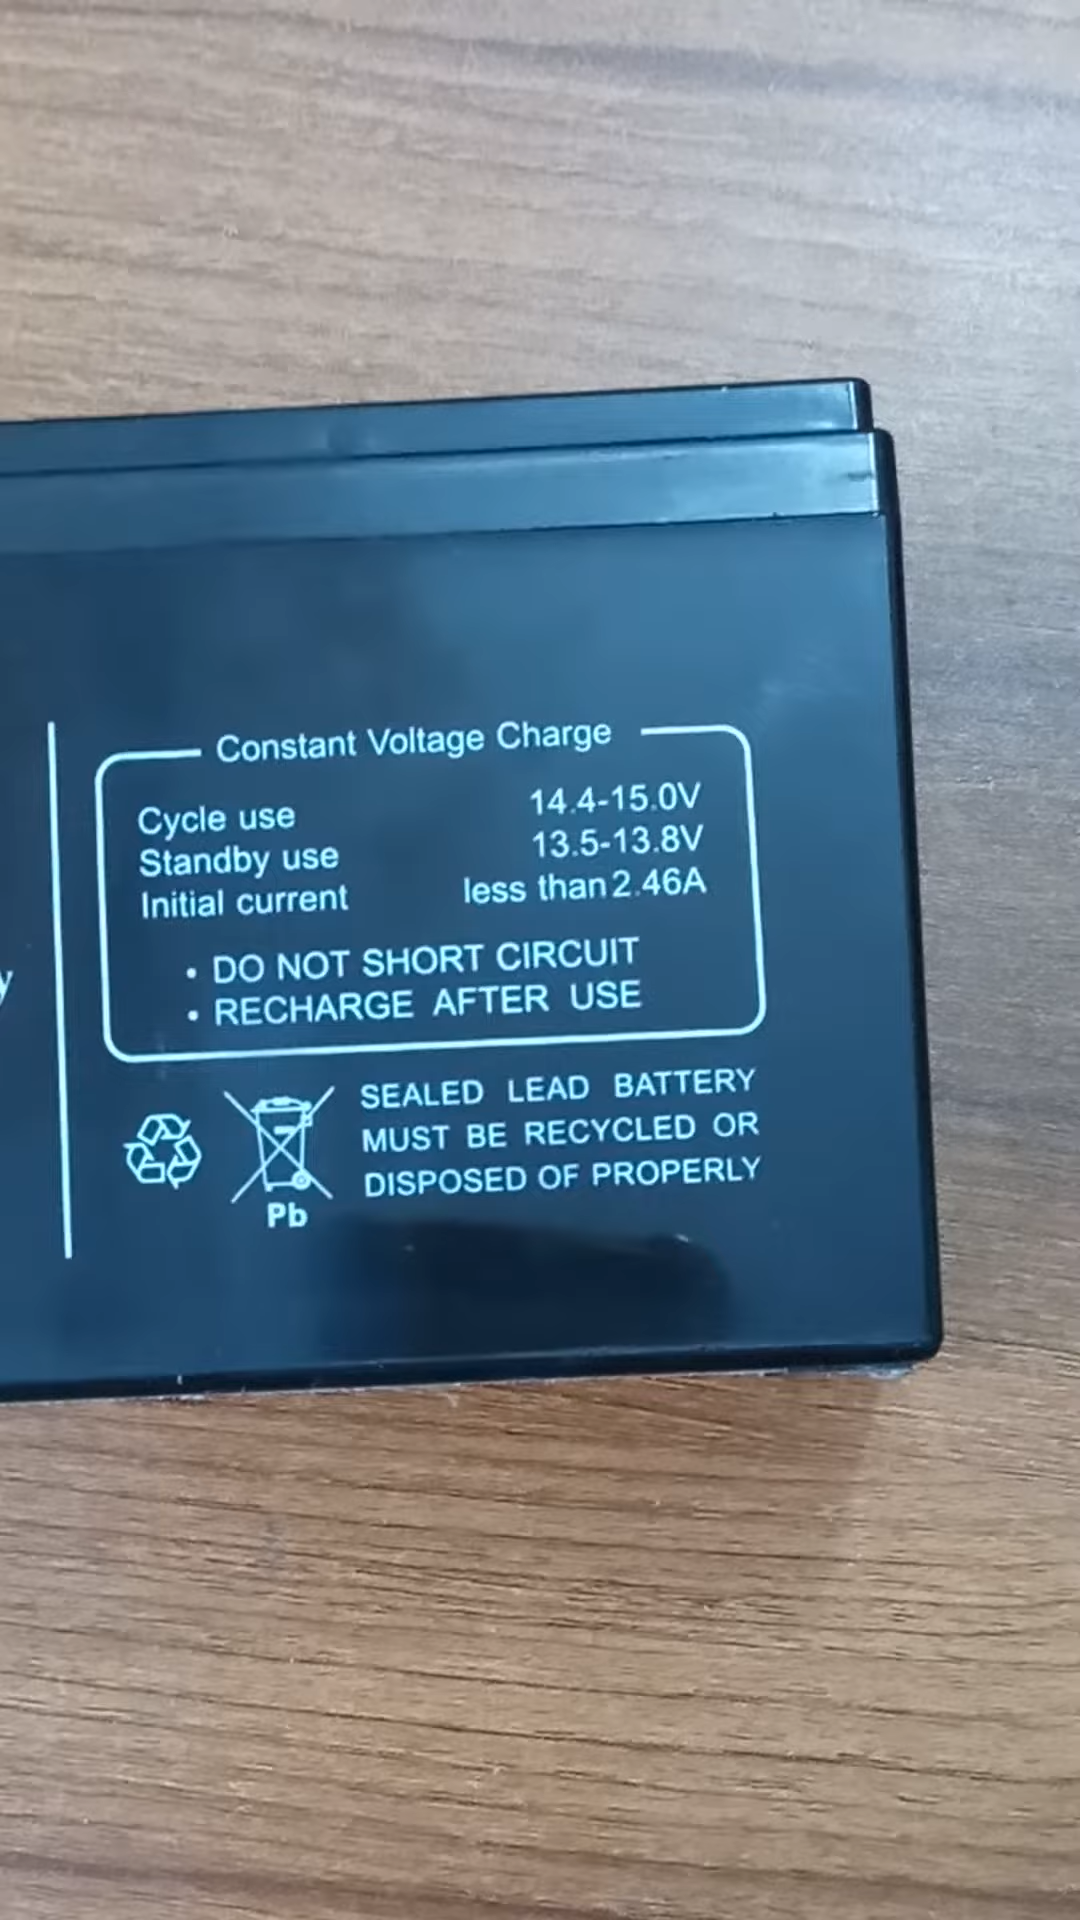 Constant Voltage Charge
Cycle use 14.4-15.0V
Standby use 13.5-13.8V
Initial current less than 2.46A
• DO NOT SHORT CIRCUIT
• RECHARGE AFTER USE
SEALED LEAD BATTERY
MUST BE RECYCLED OR
DISPOSED OF PROPERLY
Pb